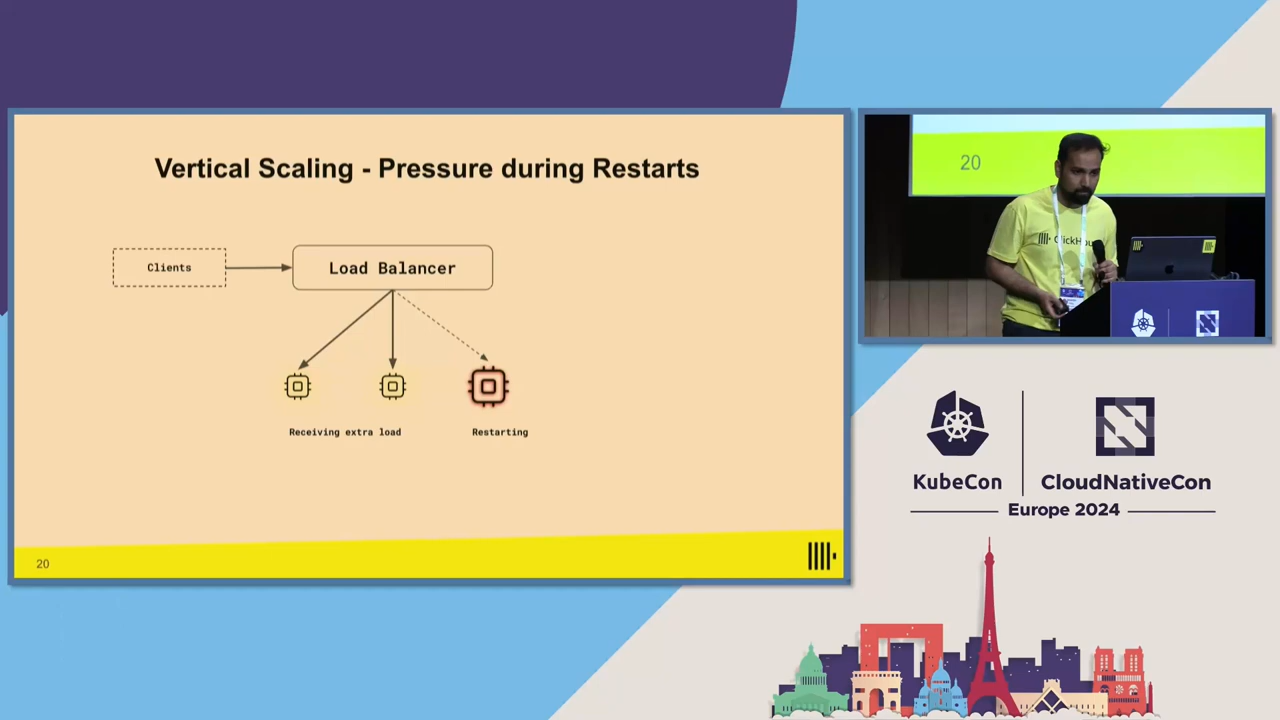 Vertical Scaling - Pressure during Restarts
Clients
Load Balancer
Receiving extra load
Restarting
20
20
KubeCon
CloudNativeCon
Europe 2024